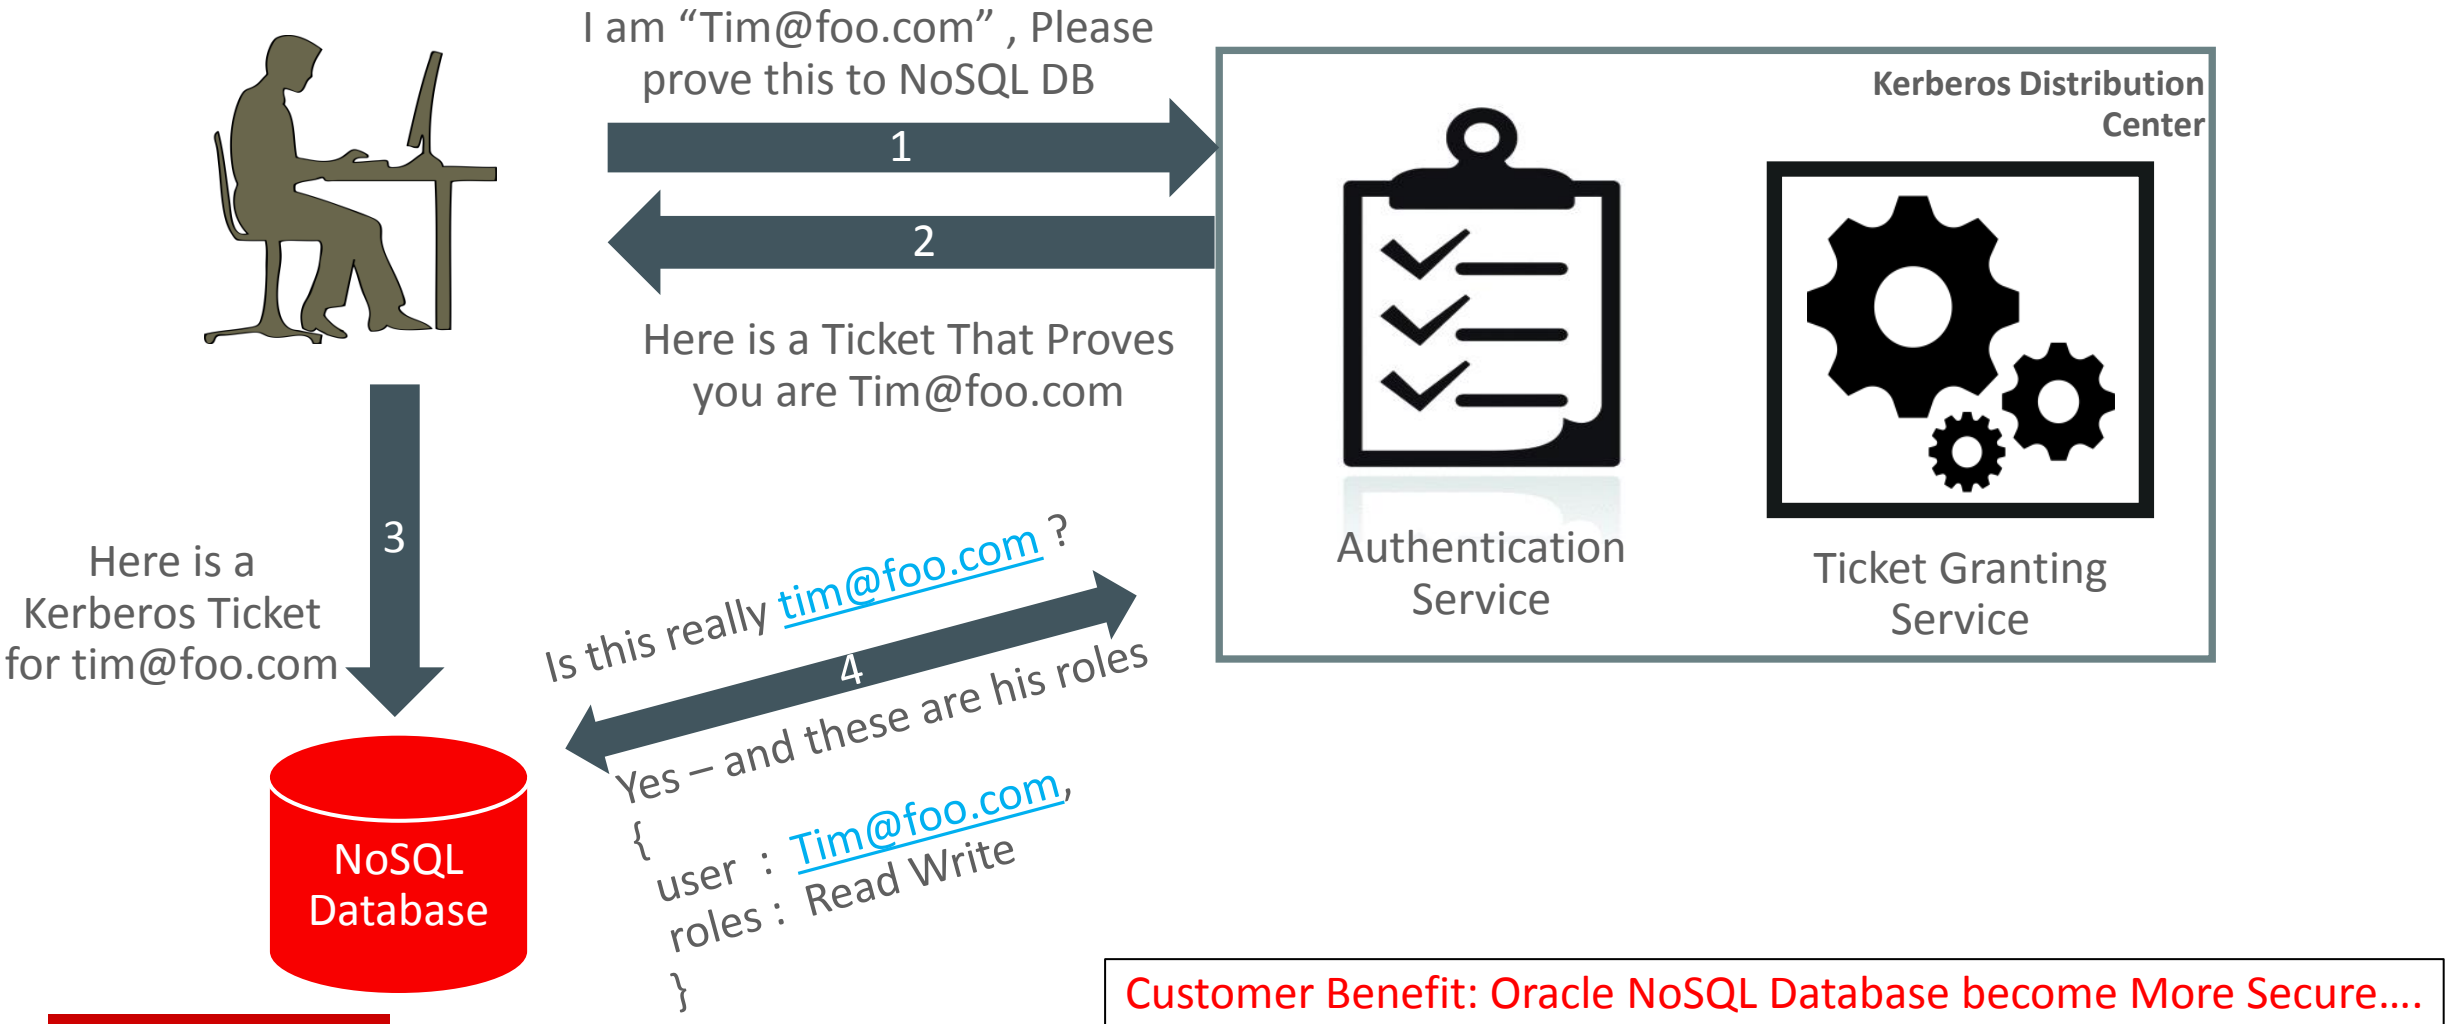 I am “Tim@foo.com” , Please
prove this to NoSQL DB
1
2
Here is a Ticket That Proves
you are Tim@foo.com
Kerberos Distribution
Center
Authentication
Service
Ticket Granting
Service
3
Here is a
Kerberos Ticket
for tim@foo.com
Is this really tim@foo.com ?
4
Yes – and these are his roles
{
user : Tim@foo.com,
roles : Read Write
}
NoSQL
Database
Customer Benefit: Oracle NoSQL Database become More Secure….